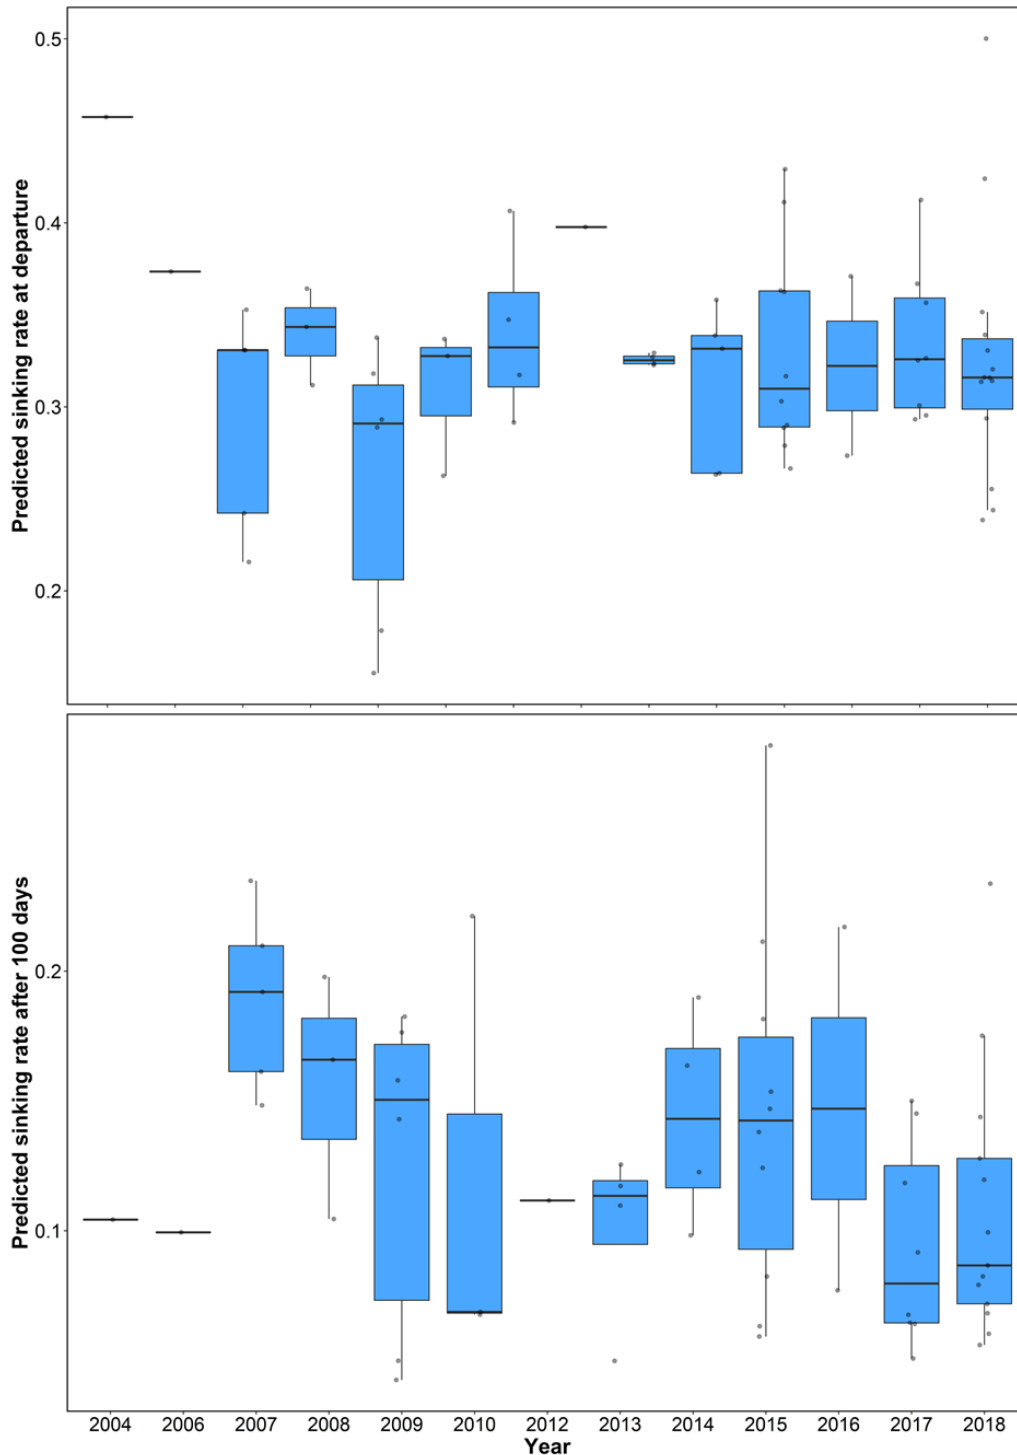 Predicted sinking rate at departure
0.5
0.4
0.3
0.2
Predicted sinking rate after 100 days
0.2
0.1
2004 2006 2007 2008 2009 2010 2012 2013 2014 2015 2016 2017 2018
Year